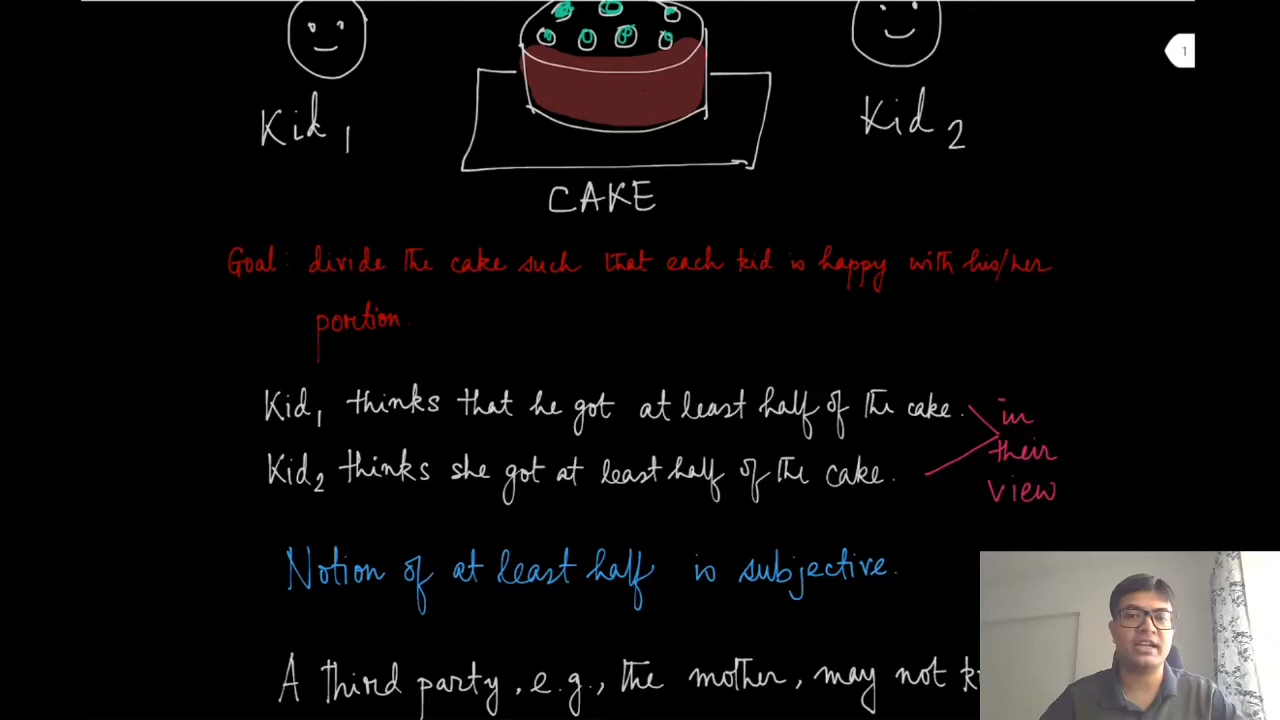 1
Kid 1
Kid 2
CAKE
Goal: divide the cake such that each kid is happy with his/her
portion.
Kid1 thinks that he got at least half of the cake.
Kid2 thinks she got at least half of the cake.
in
their
view
Notion of at least half is subjective.
A third party, e.g., the mother, may not